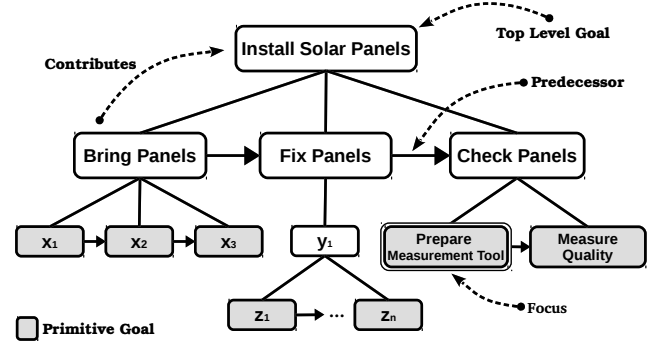 Install Solar Panels
Top Level Goal
Contributes
Predecessor
Bring Panels
Fix Panels
Check Panels
x₁
x₂
x₃
y₁
Prepare
Measurement Tool
Measure
Quality
z₁
...
zₙ
Focus
Primitive Goal